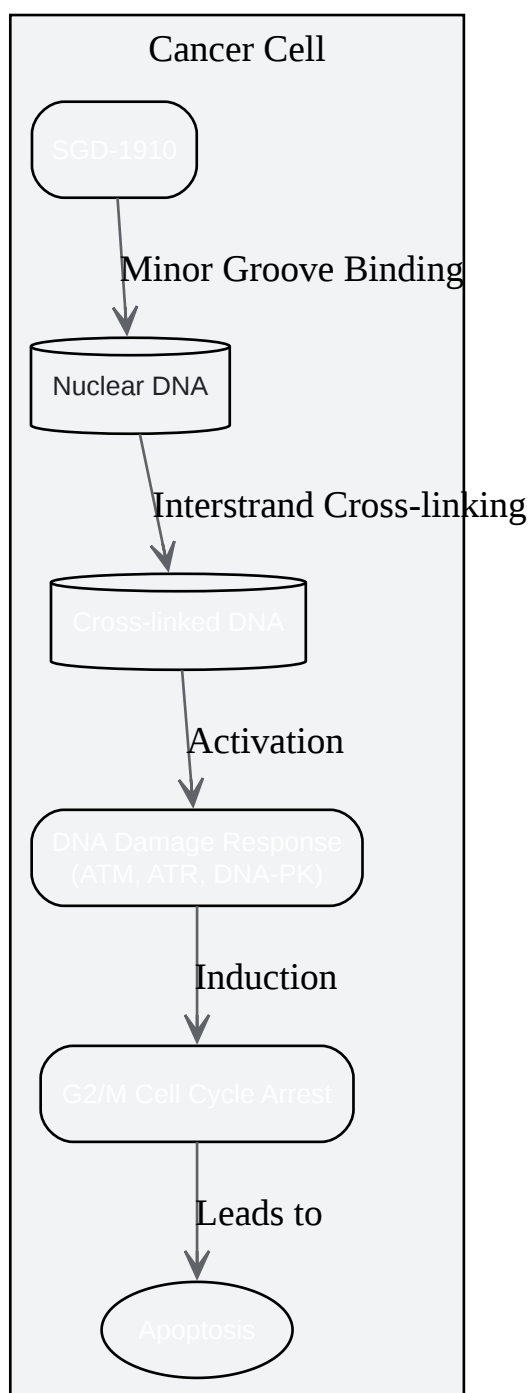 Cancer Cell
SGD-1910
Minor Groove Binding
Nuclear DNA
Interstrand Cross-linking
Cross-linked DNA
Activation
DNA Damage Response
(ATM, ATR, DNA-PK)
Induction
G2/M Cell Cycle Arrest
Leads to
Apoptosis